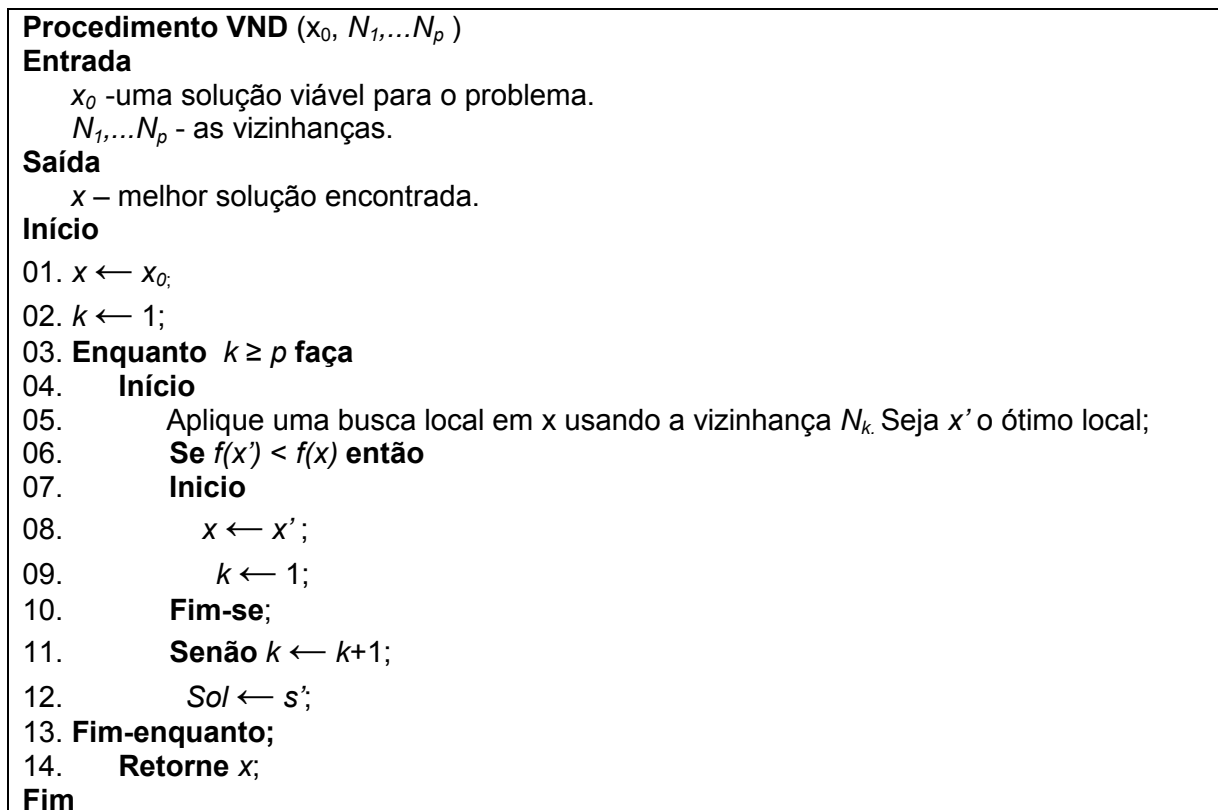 Procedimento VND (x₀, N₁,...Nₚ )
Entrada
x₀ -uma solução viável para o problema.
N₁,...Nₚ - as vizinhanças.
Saída
x – melhor solução encontrada.
Início
01. x ⟵ x₀;
02. k ⟵ 1;
03. Enquanto k ≥ p faça
04. Início
05. Aplique uma busca local em x usando a vizinhança Nₖ. Seja x’ o ótimo local;
06. Se f(x’) < f(x) então
07. Inicio
08. x ⟵ x’ ;
09. k ⟵ 1;
10. Fim-se;
11. Senão k ⟵ k+1;
12. Sol ⟵ s’;
13. Fim-enquanto;
14. Retorne x;
Fim